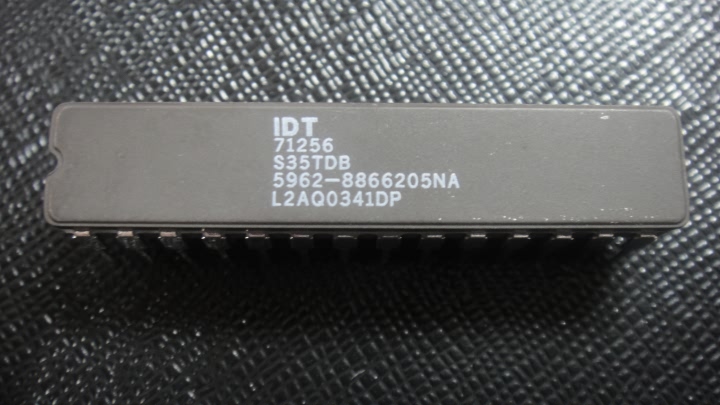 IDT
71256
S35TDB
5962-8866205NA
L2AQ0341DP